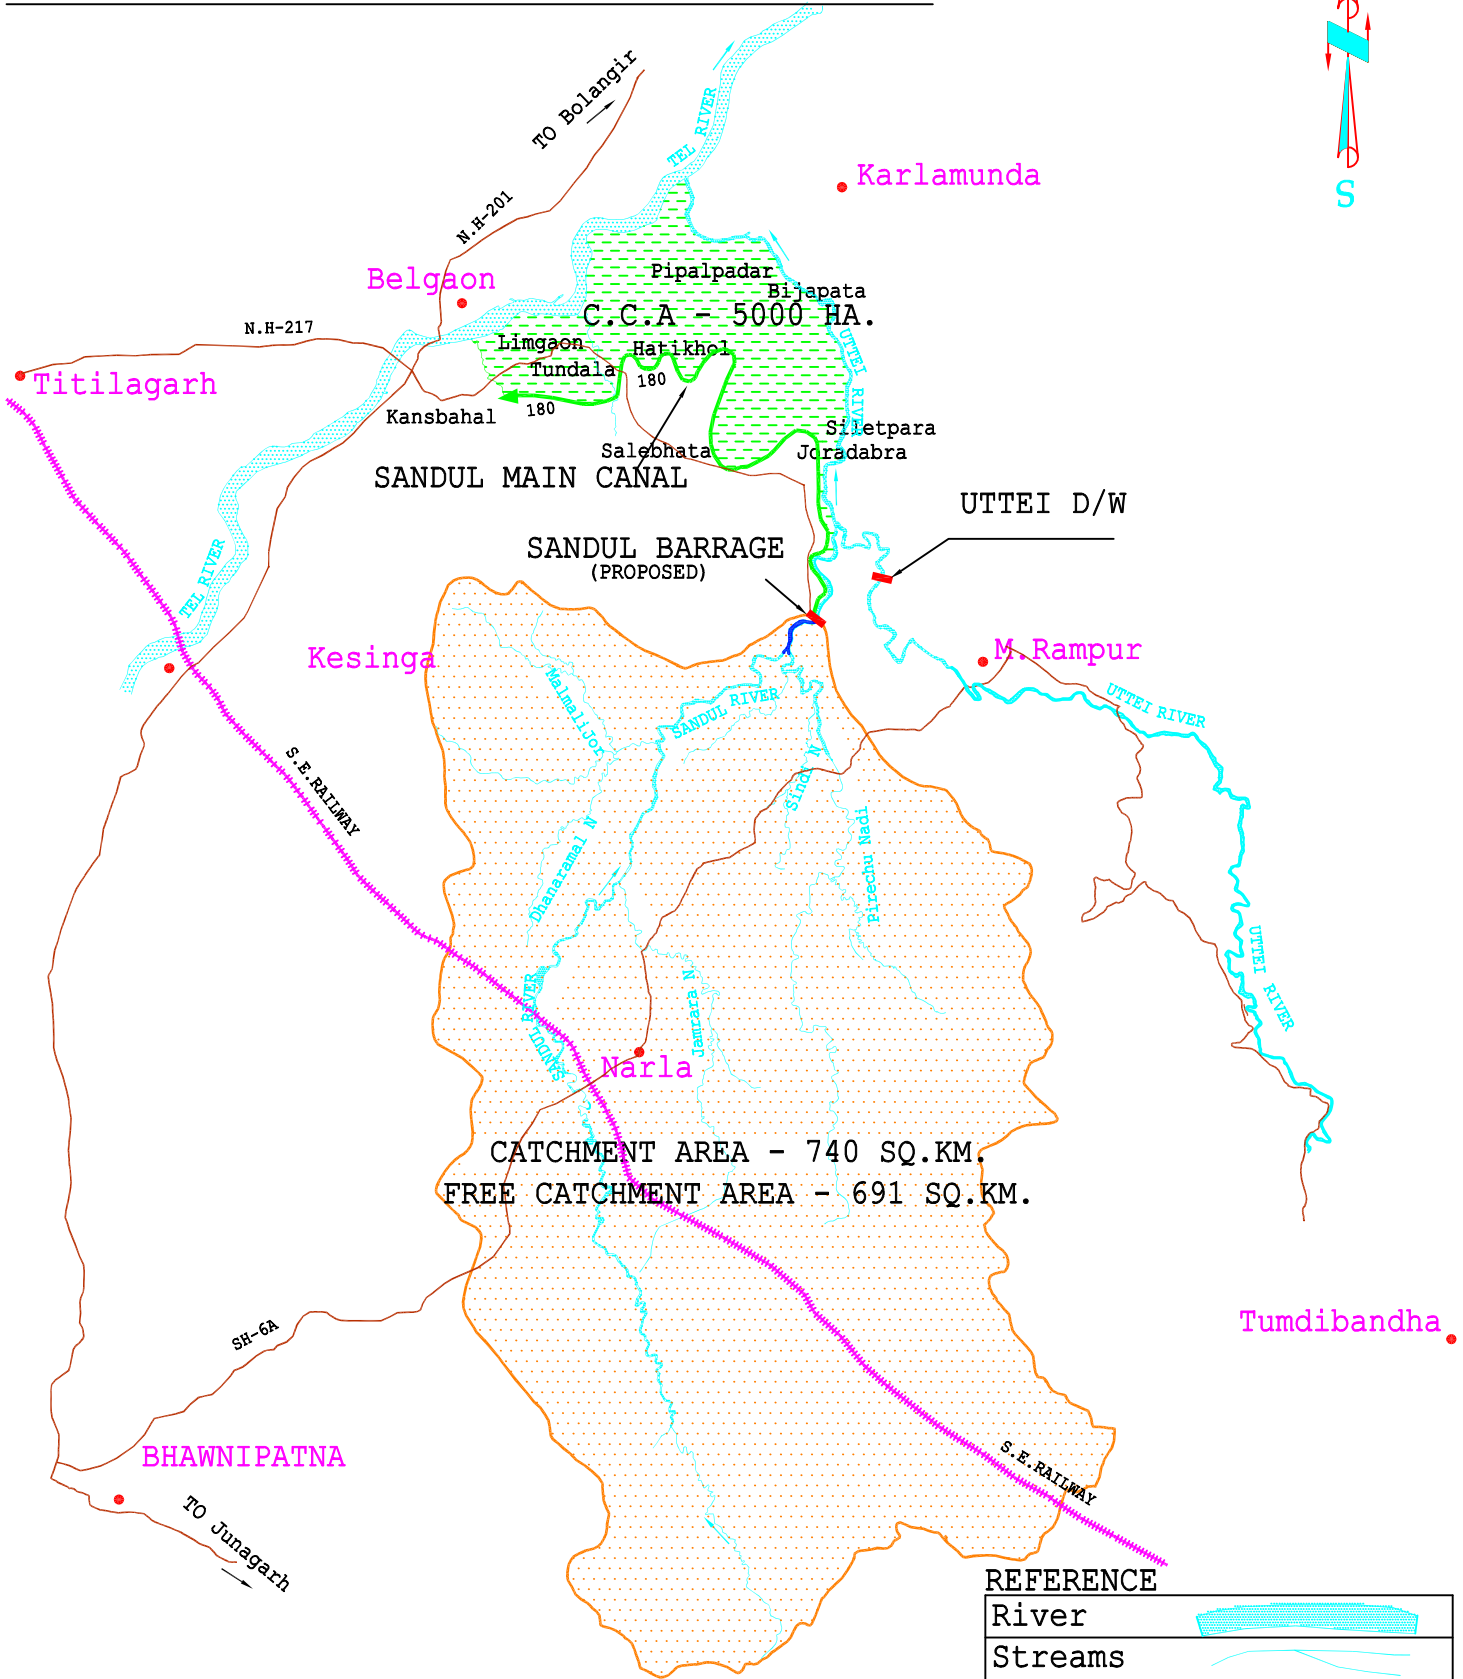 TO Bolangir
TEL RIVER
S
Karlamunda
N.H-201
Belgaon
Pipalpadar
Bijapata
C.C.A - 5000 HA.
N.H-217
Limgaon
Hatikhol
UTTEI RIVER
Titilagarh
Tundala
180
180
Kansbahal
Siletpara
Salebhata
Joradabra
SANDUL MAIN CANAL
UTTEI D/W
SANDUL BARRAGE
(PROPOSED)
TEL RIVER
Kesinga
M.Rampur
MalmaliJor
SANDUL RIVER
UTTEI RIVER
S.E.RAILWAY
Sindi N
Dhanaramal N
Pirechu Nadi
UTTEI RIVER
SANDUL RIVER
Jamrara N
Narla
CATCHMENT AREA - 740 SQ.KM.
FREE CATCHMENT AREA - 691 SQ.KM.
SH-6A
Tumdibandha
BHAWNIPATNA
S.E.RAILWAY
TO Junagarh
REFERENCE
River
Streams